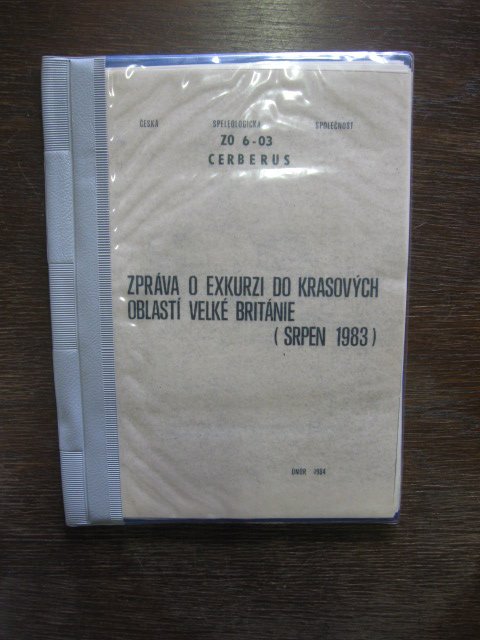 ČESKÁ SPELEOLOGICKÁ SPOLEČNOST
ZO 6-03
CERBERUS
ZPRÁVA O EXKURZI DO KRASOVÝCH
OBLASTÍ VELKÉ BRITÁNIE
( SRPEN 1983 )
ÚNOR 1984